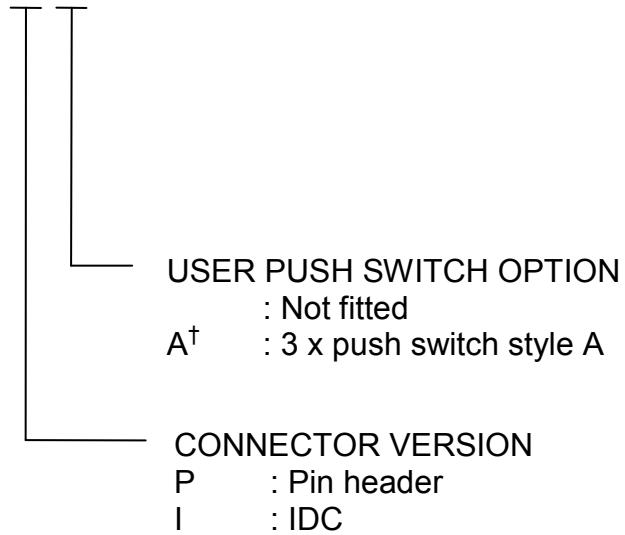 USER PUSH SWITCH OPTION
: Not fitted
A† : 3 x push switch style A
CONNECTOR VERSION
P : Pin header
I : IDC